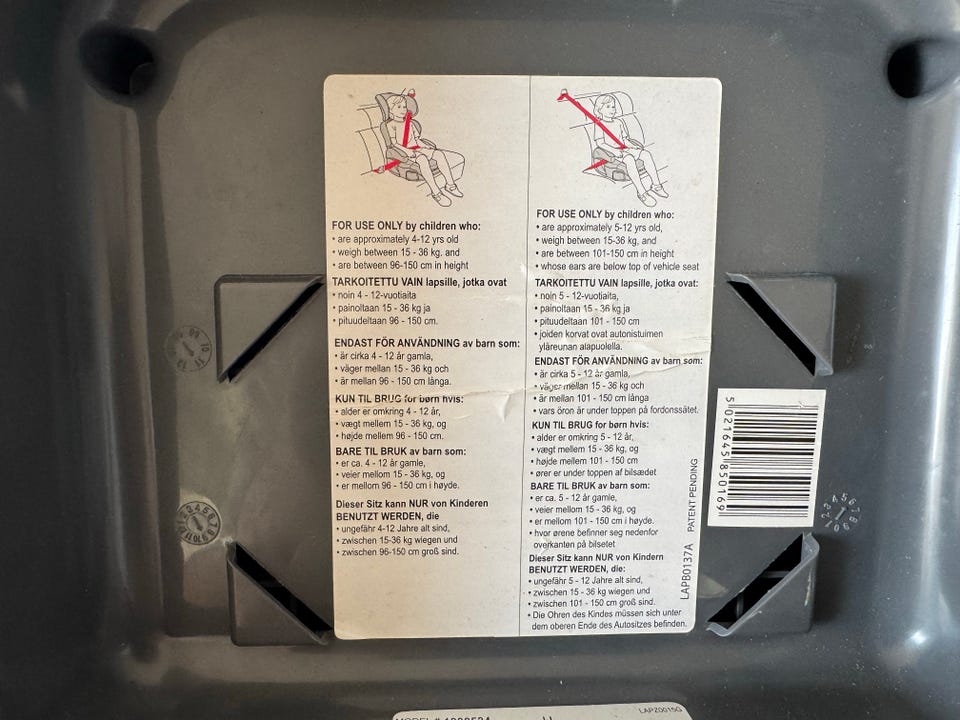 FOR USE ONLY by children who:
• are approximately 4-12 yrs old
• weigh between 15 - 36 kg. and
• are between 96-150 cm in height
TARKOITETTU VAIN lapsille, jotka ovat
• noin 4 - 12-vuotiaita
• painoltaan 15 - 36 kg ja
• pituudeltaan 96 - 150 cm.
ENDAST FÖR ANVÄNDNING av barn som:
• är cirka 4 - 12 år gamla,
• väger mellan 15 - 36 kg och
• är mellan 96 - 150 cm långa.
KUN TIL BRUG for børn hvis:
• alder er omkring 4 - 12 år,
• vægt mellem 15 - 36 kg, og
• højde mellem 96 - 150 cm.
BARE TIL BRUK av barn som:
• er ca. 4 - 12 år gamle,
• veier mellom 15 - 36 kg, og
• er mellom 96 - 150 cm i høyde.
Dieser Sitz kann NUR von Kinderen
BENUTZT WERDEN, die
• ungefähr 4-12 Jahre alt sind,
• zwischen 15-36 kg wiegen und
• zwischen 96-150 cm groß sind.
FOR USE ONLY by children who:
• are approximately 5-12 yrs old,
• weigh between 15-36 kg, and
• are between 101-150 cm in height
• whose ears are below top of vehicle seat
TARKOITETTU VAIN lapsille, jotka ovat:
• noin 5 - 12-vuotiaita,
• painoltaan 15 - 36 kg ja
• pituudeltaan 101 - 150 cm
• joiden korvat ovat autonistuimen
yläreunan alapuolella.
ENDAST FÖR ANVÄNDNING av barn som:
• är cirka 5 - 12 år gamla,
• väger mellan 15 - 36 kg och
• är mellan 101 - 150 cm långa
• vars öron är under toppen på fordonssätet.
KUN TIL BRUG for børn hvis:
• alder er omkring 5 - 12 år,
• vægt mellem 15 - 36 kg, og
• højde mellem 101 - 150 cm
• ører er under toppen af bilsædet
BARE TIL BRUK av barn som:
• er ca. 5 - 12 år gamle,
• veier mellom 15 - 36 kg, og
• er mellom 101 - 150 cm i høyde.
• hvor ørene befinner seg nedenfor
overkanten på bilsetet
Dieser Sitz kann NUR von Kindern
BENUTZT WERDEN, die:
• ungefähr 5 - 12 Jahre alt sind,
• zwischen 15 - 36 kg wiegen und
• zwischen 101 - 150 cm groß sind.
• Die Ohren des Kindes müssen sich unter
dem oberen Ende des Autositzes befinden.
LAPB0137A PATENT PENDING
5 021645 850169
LAPZ0015G